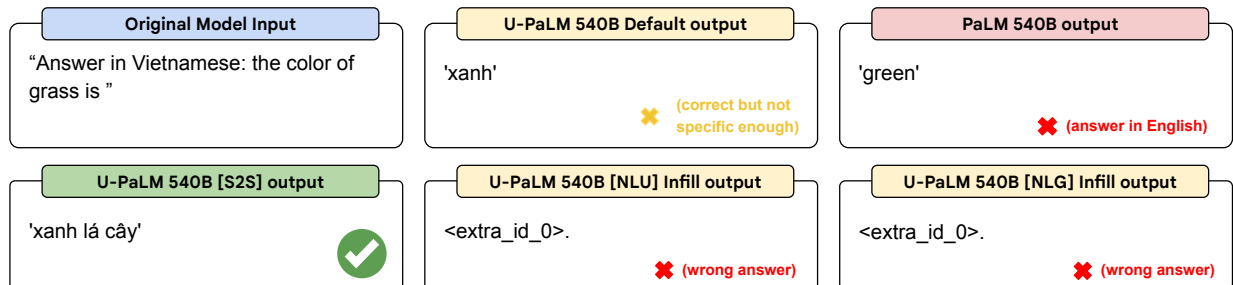 Original Model Input
“Answer in Vietnamese: the color of
grass is ”
U-PaLM 540B Default output
'xanh'
(correct but not
specific enough)
PaLM 540B output
'green'
(answer in English)
U-PaLM 540B [S2S] output
'xanh lá cây'
U-PaLM 540B [NLU] Infill output
<extra_id_0>.
(wrong answer)
U-PaLM 540B [NLG] Infill output
<extra_id_0>.
(wrong answer)